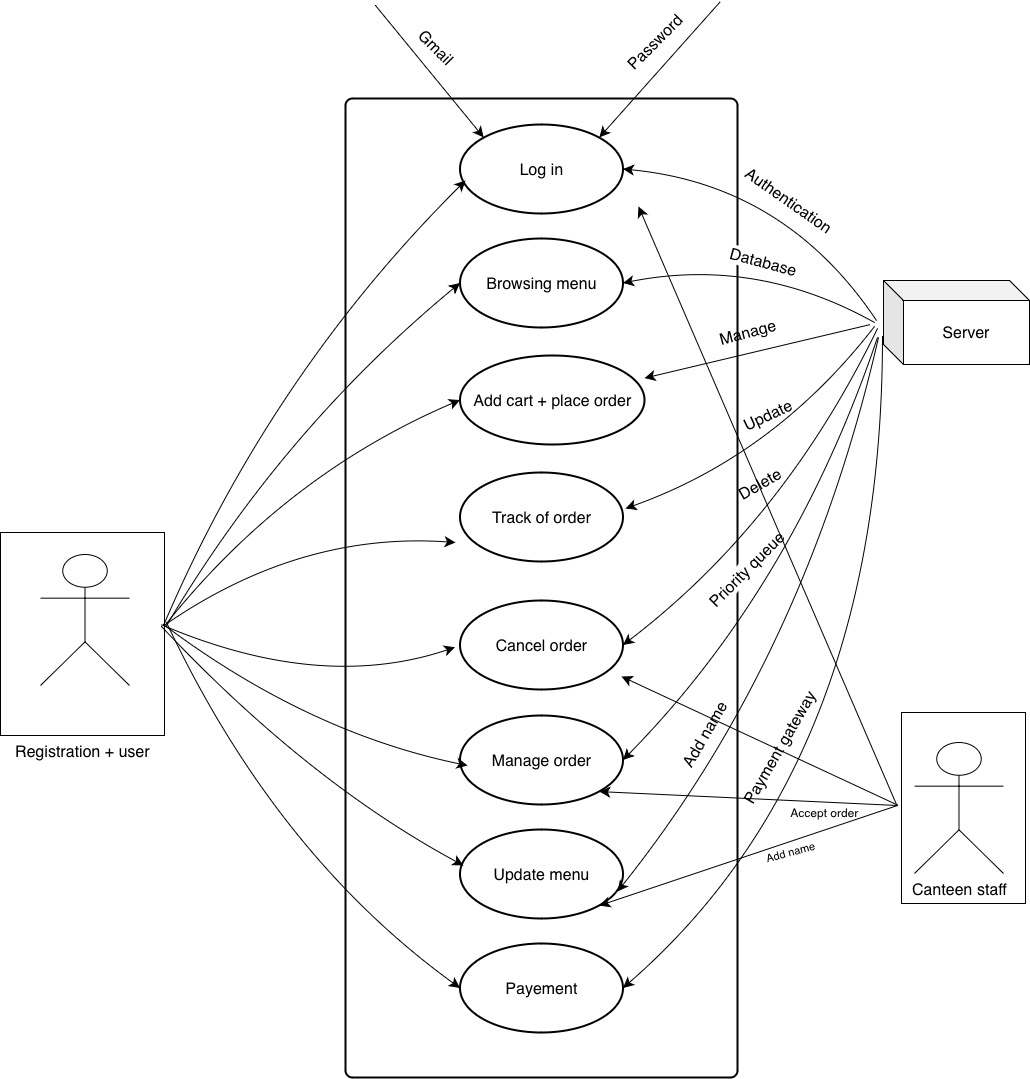 Gmail
Password
Log in
Authentication
Browsing menu
Database
Server
Manage
Add cart + place order
Update
Delete
Track of order
Priority queue
Cancel order
Registration + user
Manage order
Add name
Payment gateway
Accept order
Add name
Update menu
Canteen staff
Payement